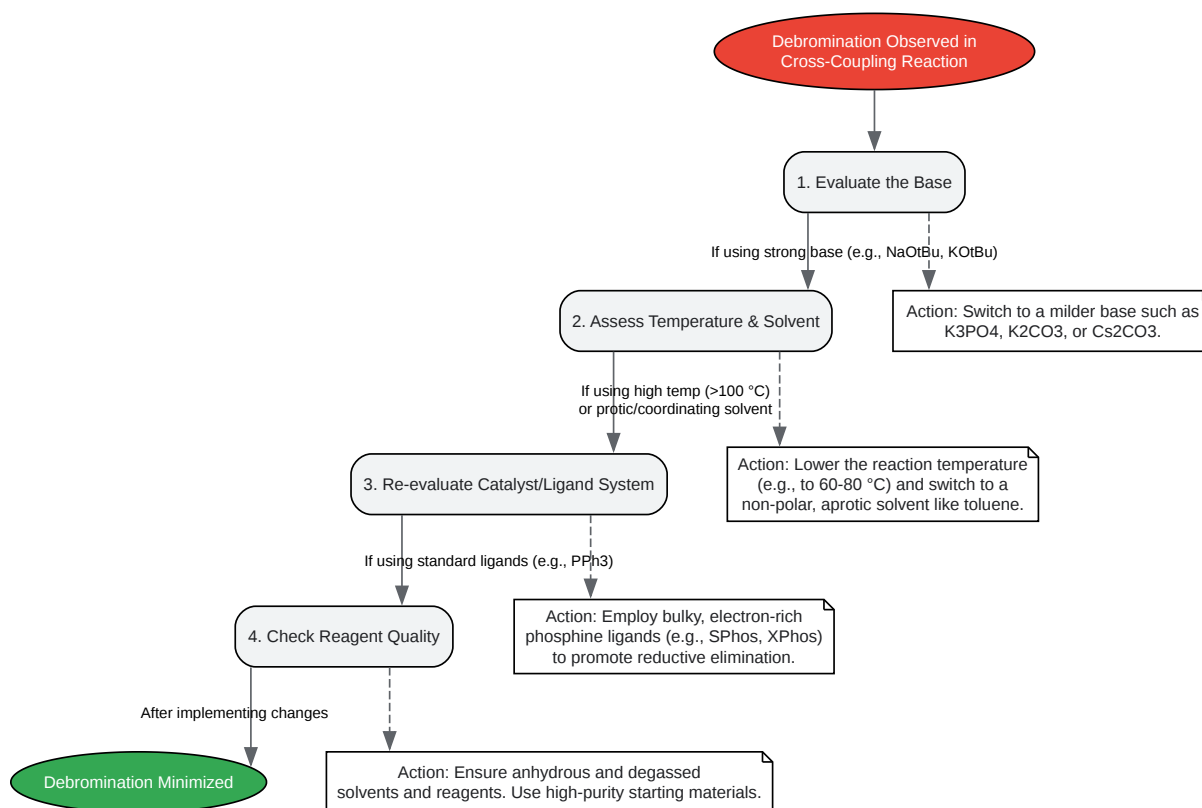 Debromination Observed in
Cross-Coupling Reaction
1. Evaluate the Base
If using strong base (e.g., NaOtBu, KOtBu)
Action: Switch to a milder base such as
K3PO4, K2CO3, or Cs2CO3.
2. Assess Temperature & Solvent
If using high temp (>100 °C)
or protic/coordinating solvent
Action: Lower the reaction temperature
(e.g., to 60-80 °C) and switch to a
non-polar, aprotic solvent like toluene.
3. Re-evaluate Catalyst/Ligand System
If using standard ligands (e.g., PPh3)
Action: Employ bulky, electron-rich
phosphine ligands (e.g., SPhos, XPhos)
to promote reductive elimination.
4. Check Reagent Quality
After implementing changes
Action: Ensure anhydrous and degassed
solvents and reagents. Use high-purity starting materials.
Debromination Minimized